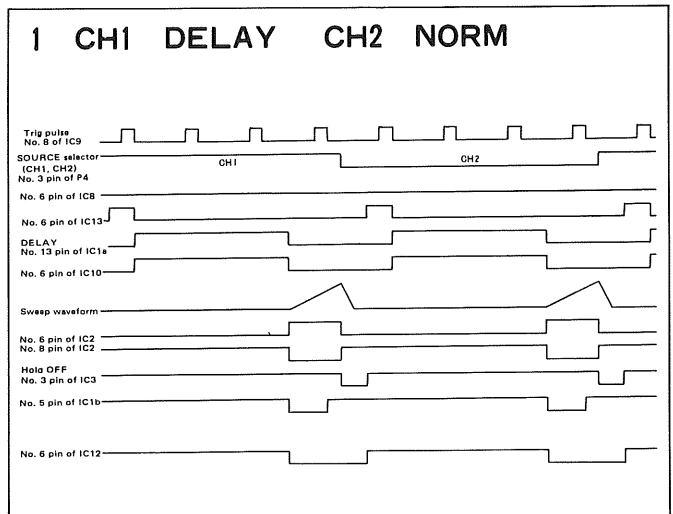 1 CH1 DELAY CH2 NORM
Trig pulse
No. 8 of IC9
SOURCE selector
(CH1, CH2)
No. 3 pin of P4
CH1
CH2
No. 6 pin of IC8
No. 6 pin of IC13
DELAY
No. 13 pin of IC1a
No. 6 pin of IC10
Sweep waveform
No. 6 pin of IC2
No. 8 pin of IC2
Hold OFF
No. 3 pin of IC3
No. 5 pin of IC1b
No. 6 pin of IC12